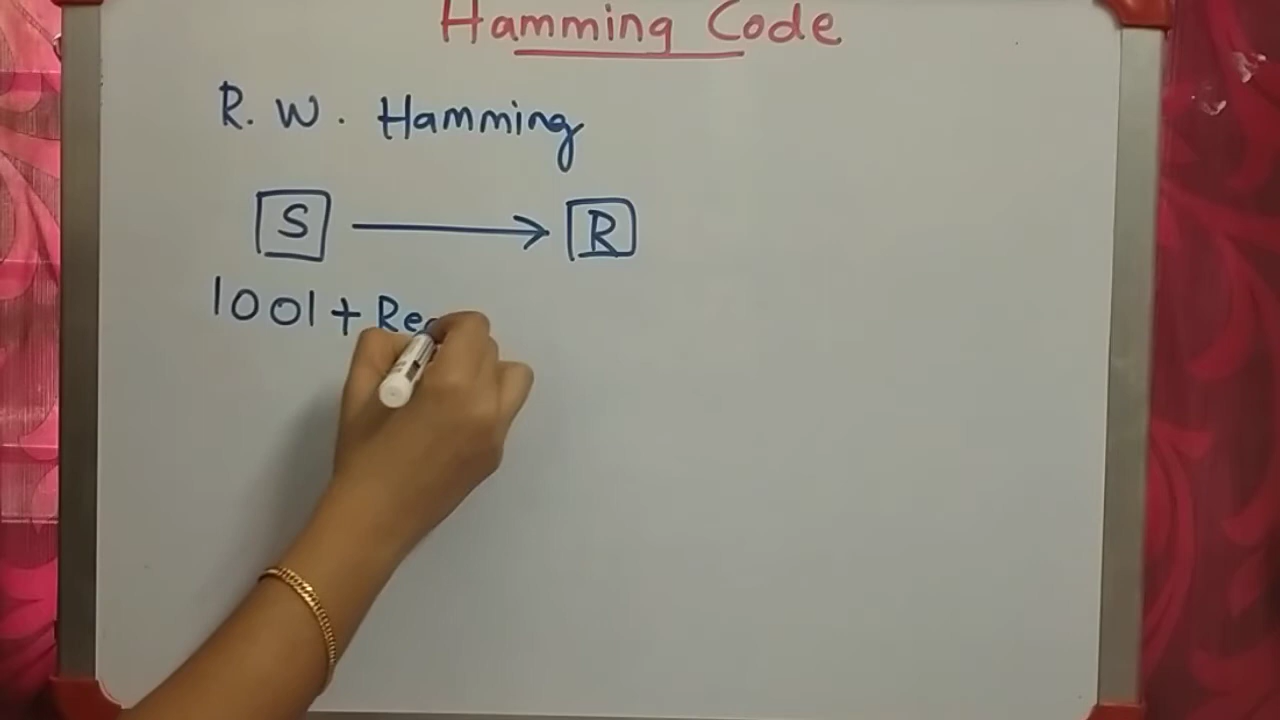 Hamming Code
R. W. Hamming
S → R
1001 + Re